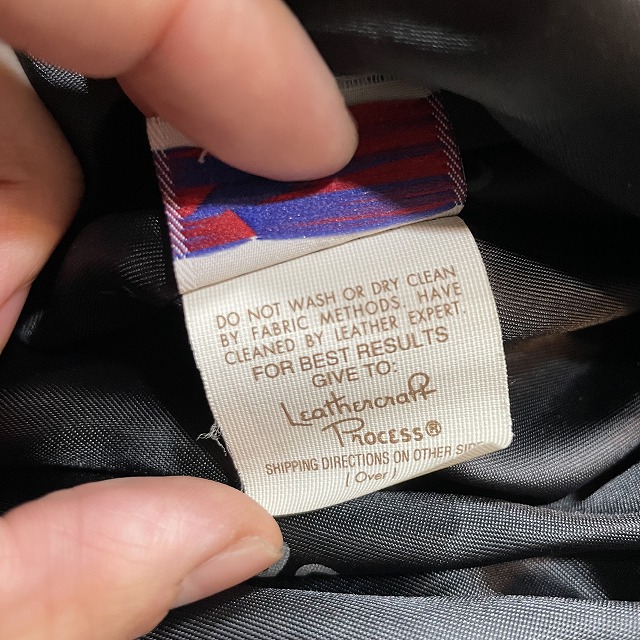 DO NOT WASH OR DRY CLEAN
BY FABRIC METHODS. HAVE
CLEANED BY LEATHER EXPERT.
FOR BEST RESULTS
GIVE TO:
Leathercraft
Process®
SHIPPING DIRECTIONS ON OTHER SIDE
(Over)